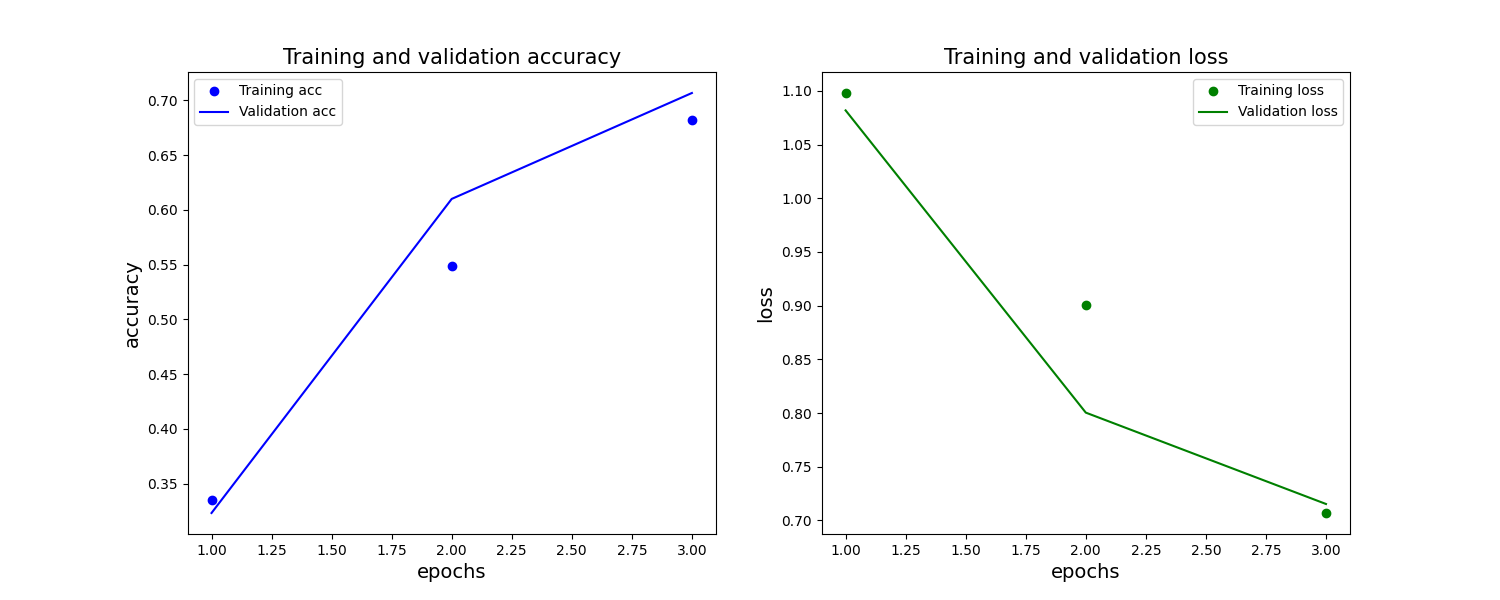 Training and validation accuracy
Training acc
Validation acc
0.70
0.65
0.60
0.55
0.50
0.45
0.40
0.35
accuracy
1.00 1.25 1.50 1.75 2.00 2.25 2.50 2.75 3.00
epochs
Training and validation loss
Training loss
Validation loss
1.10
1.05
1.00
0.95
0.90
0.85
0.80
0.75
0.70
loss
1.00 1.25 1.50 1.75 2.00 2.25 2.50 2.75 3.00
epochs